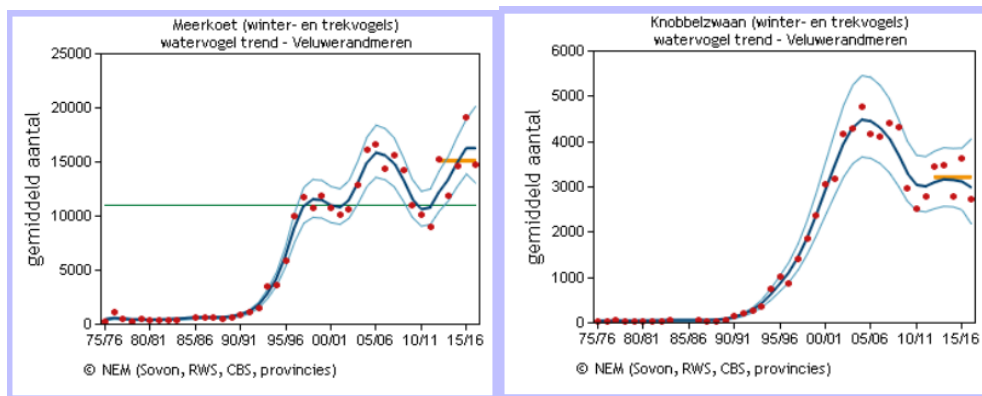 Meerkoet (winter- en trekvogels)
watervogel trend - Veluwerandmeren
gemiddeld aantal
25000
20000
15000
10000
5000
0
75/76 80/81 85/86 90/91 95/96 00/01 05/06 10/11 15/16
© NEM (Sovon, RWS, CBS, provincies)
Knobbelzwaan (winter- en trekvogels)
watervogel trend - Veluwerandmeren
gemiddeld aantal
6000
5000
4000
3000
2000
1000
0
75/76 80/81 85/86 90/91 95/96 00/01 05/06 10/11 15/16
© NEM (Sovon, RWS, CBS, provincies)